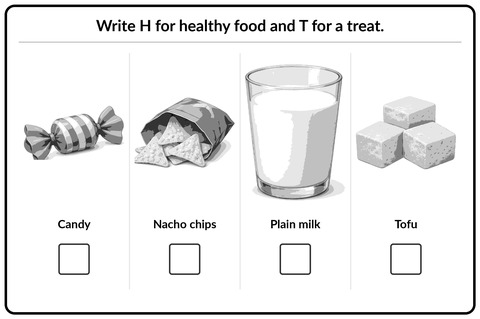 Write H for healthy food and T for a treat.
Candy
Nacho chips
Plain milk
Tofu